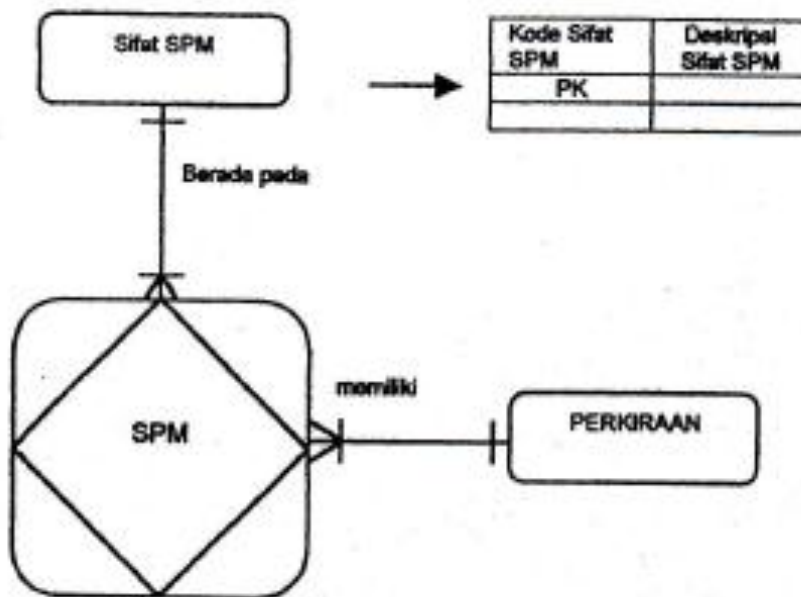 Sifat SPM
Kode Sifat SPM
Deskripsi Sifat SPM
PK
Berada pada
memiliki
SPM
PERKIRAAN